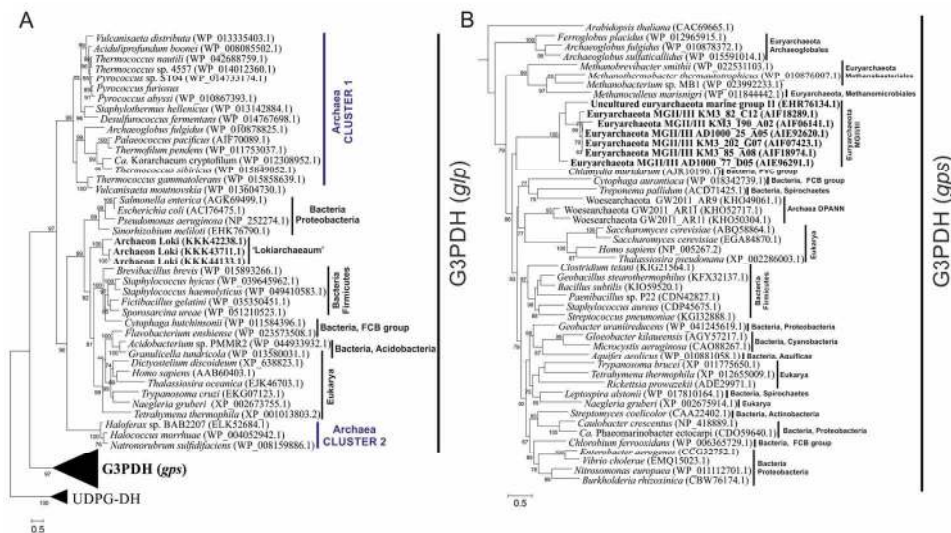 A
Vulcanisaeta distributa (WP_013335403.1)
Aciduliprofundum boonei (WP_008085502.1)
Thermococcus nautili (WP_042688759.1)
Thermococcus sp. 4557 (WP_014012360.1)
Pyrococcus sp. ST04 (WP_014733174.1)
Pyrococcus furiosus
Pyrococcus abyssi (WP_010867393.1)
Staphylothermus hellenicus (WP_013142884.1)
Desulfurococcus fermentans (WP_014767698.1)
Archaeoglobus fulgidus (WP_010878825.1)
Palaeococcus pacificus (AIF70089.1)
Thermofilum pendens (WP_011753037.1)
Ca. Korarchaeum cryptofilum (WP_012308952.1)
Thermococcus sibiricus (WP_015849052.1)
Thermococcus gammatolerans (WP_015858639.1)
Vulcanisaeta moutnovskia (WP_013604730.1)
Archaea
CLUSTER 1
Salmonella enterica (AGK69499.1)
Escherichia coli (ACI76475.1)
Pseudomonas aeruginosa (NP_252274.1)
Sinorhizobium meliloti (EHK76790.1)
Bacteria
Proteobacteria
Archaeon Loki (KKK42238.1)
Archaeon Loki (KKK43711.1)
Archaeon Loki (KKK44133.1)
'Lokiarchaeum'
Brevibacillus brevis (WP_015893266.1)
Staphylococcus hyicus (WP_039645962.1)
Staphylococcus haemolyticus (WP_049410583.1)
Fictibacillus gelatini (WP_035350451.1)
Sporosarcina ureae (WP_051210523.1)
Bacteria
Firmicutes
Cytophaga hutchinsonii (WP_011584396.1)
Flavobacterium enshiense (WP_023573508.1)
Bacteria, FCB group
Acidobacterium sp. PMMR2 (WP_044933932.1)
Granulicella tundricola (WP_013580031.1)
Bacteria, Acidobacteria
Dictyostelium discoideum (XP_638823.1)
Homo sapiens (AAB60403.1)
Thalassiosira oceanica (EJK46703.1)
Trypanosoma cruzi (EKG07123.1)
Naegleria gruberi (XP_002673755.1)
Tetrahymena thermophila (XP_001013803.2)
Eukarya
Haloferax sp. BAB2207 (ELK52684.1)
Halococcus morrhuae (WP_004052942.1)
Natronorubrum sulfidifaciens (WP_008159886.1)
Archaea
CLUSTER 2
G3PDH (gps)
UDPG-DH
0.5
G3PDH (glp)
B
Arabidopsis thaliana (CAC69665.1)
Ferroglobus placidus (WP_012965915.1)
Archaeoglobus fulgidus (WP_010878372.1)
Archaeoglobus sulfaticallidus (WP_015591014.1)
Euryarchaeota
Archaeoglobales
Methanobrevibacter smithii (WP_022531103.1)
Methanothermobacter thermautotrophicus (WP_010876007.1)
Methanobacterium sp. MB1 (WP_023992233.1)
Euryarchaeota
Methanobacteriales
Methanoculleus marisnigri (WP_011844442.1)
Euryarchaeota, Methanomicrobiales
Uncultured euryarchaeota marine group II (EHR76134.1)
Euryarchaeota MGII/III KM3_82_C12 (AIF18289.1)
Euryarchaeota MGII/III KM3_190_A02 (AIF06141.1)
Euryarchaeota MGII/III AD1000_25_A05 (AIE92620.1)
Euryarchaeota MGII/III KM3_202_G07 (AIF07423.1)
Euryarchaeota MGII/III KM3_85_A08 (AIF18974.1)
Euryarchaeota MGII/III AD1000_77_D05 (AIE96291.1)
Euryarchaeota
MGII/III
Chlamydia muridarum (AJR10190.1)
Bacteria, PVC group
Cytophaga aurantiaca (WP_018342739.1)
Bacteria, FCB group
Treponema pallidum (ACD71425.1)
Bacteria, Spirochaetes
Woesearchaeota GW2011_AR9 (KHO49061.1)
Woesearchaeota GW2011_AR11 (KHO52717.1)
Woesearchaeota GW2011_AR11 (KHO50304.1)
Archaea DPANN
Saccharomyces cerevisiae (ABQ58864.1)
Saccharomyces cerevisiae (EGA84870.1)
Homo sapiens (NP_005267.2)
Thalassiosira pseudonana (XP_002286003.1)
Eukarya
Clostridium tetani (KIG21564.1)
Geobacillus stearothermophilus (KFX32137.1)
Bacillus subtilis (KIO59520.1)
Paenibacillus sp. P22 (CDN42827.1)
Staphylococcus aureus (CDP45675.1)
Streptococcus pneumoniae (KGI32888.1)
Bacteria
Firmicutes
Geobacter uraniireducens (WP_041245619.1)
Bacteria, Proteobacteria
Gloeobacter kilaueensis (AGY57217.1)
Microcystis aeruginosa (CAO88267.1)
Bacteria, Cyanobacteria
Aquifex aeolicus (WP_010881058.1)
Bacteria, Aquificae
Trypanosoma brucei (XP_011775650.1)
Tetrahymena thermophila (XP_012655009.1)
Rickettsia prowazekii (ADE29971.1)
Eukarya
Leptospira alstonii (WP_017810164.1)
Bacteria, Spirochaetes
Naegleria gruberi (XP_002675914.1)
Eukarya
Streptomyces coelicolor (CAA22402.1)
Bacteria, Actinobacteria
Caulobacter crescentus (NP_418889.1)
Ca. Phaeomarinobacter ectocarpi (CDO59640.1)
Bacteria, Proteobacteria
Chlorobium ferrooxidans (WP_006365729.1)
Bacteria, FCB group
Enterobacter aerogenes (CCG32752.1)
Vibrio cholerae (EMQ15023.1)
Nitrosomonas europaea (WP_011112701.1)
Burkholderia rhizoxinica (CBW76174.1)
Bacteria
Proteobacteria
0.5
G3PDH (gps)